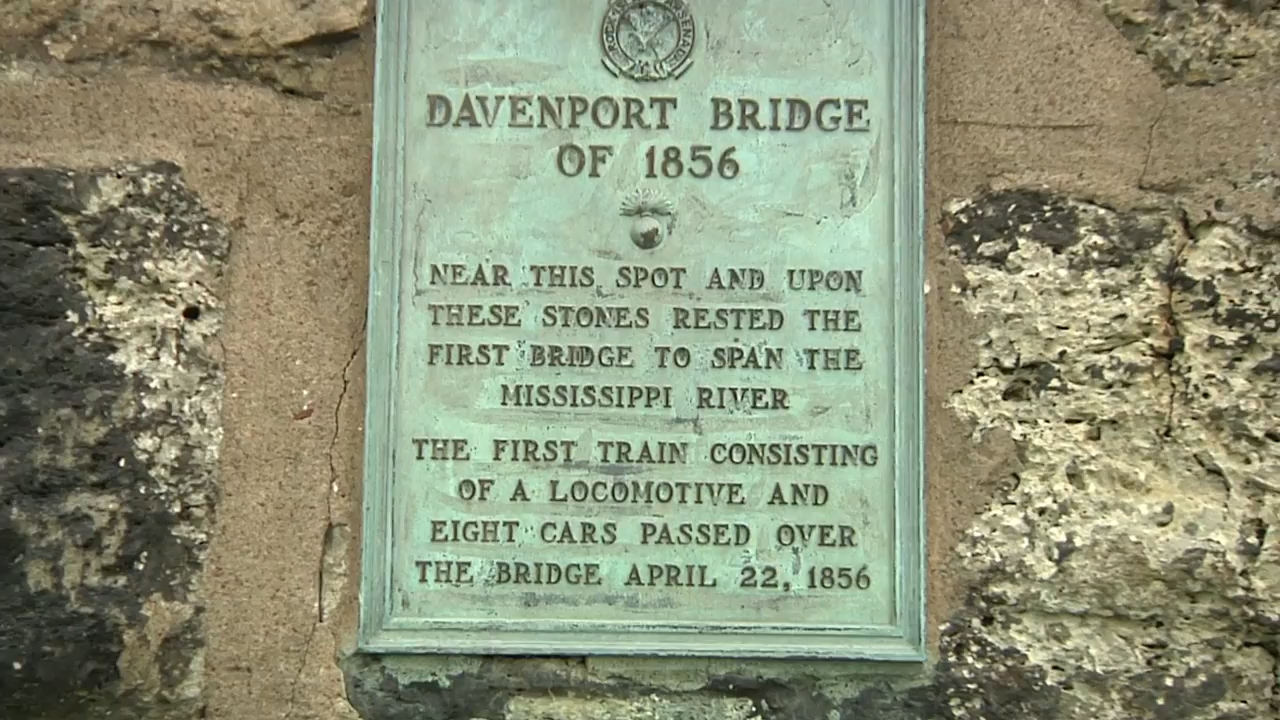 DAVENPORT BRIDGE
OF 1856
NEAR THIS SPOT AND UPON
THESE STONES RESTED THE
FIRST BRIDGE TO SPAN THE
MISSISSIPPI RIVER
THE FIRST TRAIN CONSISTING
OF A LOCOMOTIVE AND
EIGHT CARS PASSED OVER
THE BRIDGE APRIL 22, 1856